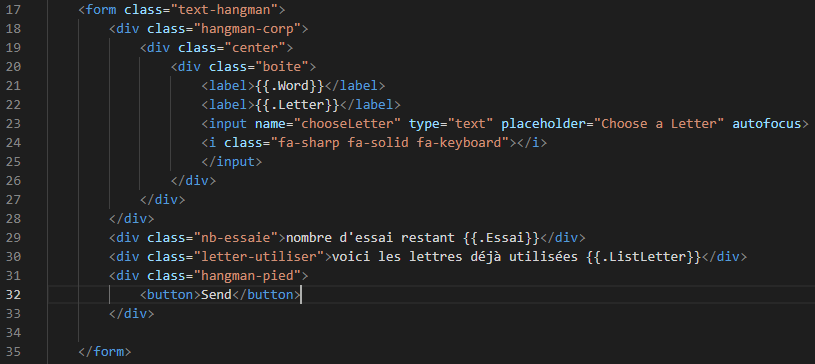 17 <form class="text-hangman">
18 <div class="hangman-corp">
19 <div class="center">
20 <div class="boite">
21 <label>{{.Word}}</label>
22 <label>{{.Letter}}</label>
23 <input name="chooseLetter" type="text" placeholder="Choose a Letter" autofocus>
24 <i class="fa-sharp fa-solid fa-keyboard"></i>
25 </input>
26 </div>
27 </div>
28 </div>
29 <div class="nb-essaie">nombre d'essai restant {{.Essai}}</div>
30 <div class="letter-utiliser">voici les lettres déjà utilisées {{.ListLetter}}</div>
31 <div class="hangman-pied">
32 <button>Send</button>
33 </div>
34
35 </form>